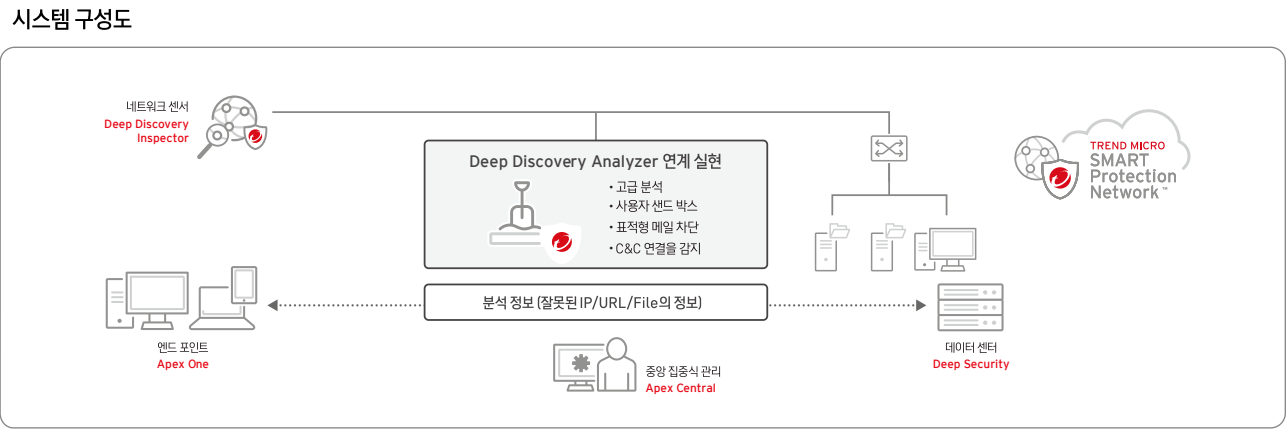 시스템 구성도
네트워크 센서
Deep Discovery
Inspector
Deep Discovery Analyzer 연계 실현
• 고급 분석
• 사용자 샌드 박스
• 표적형 메일 차단
• C&C 연결을 감지
TREND MICRO
SMART
Protection
Network™
분석 정보 (잘못된 IP/URL/File의 정보)
엔드 포인트
Apex One
중앙 집중식 관리
Apex Central
데이터 센터
Deep Security